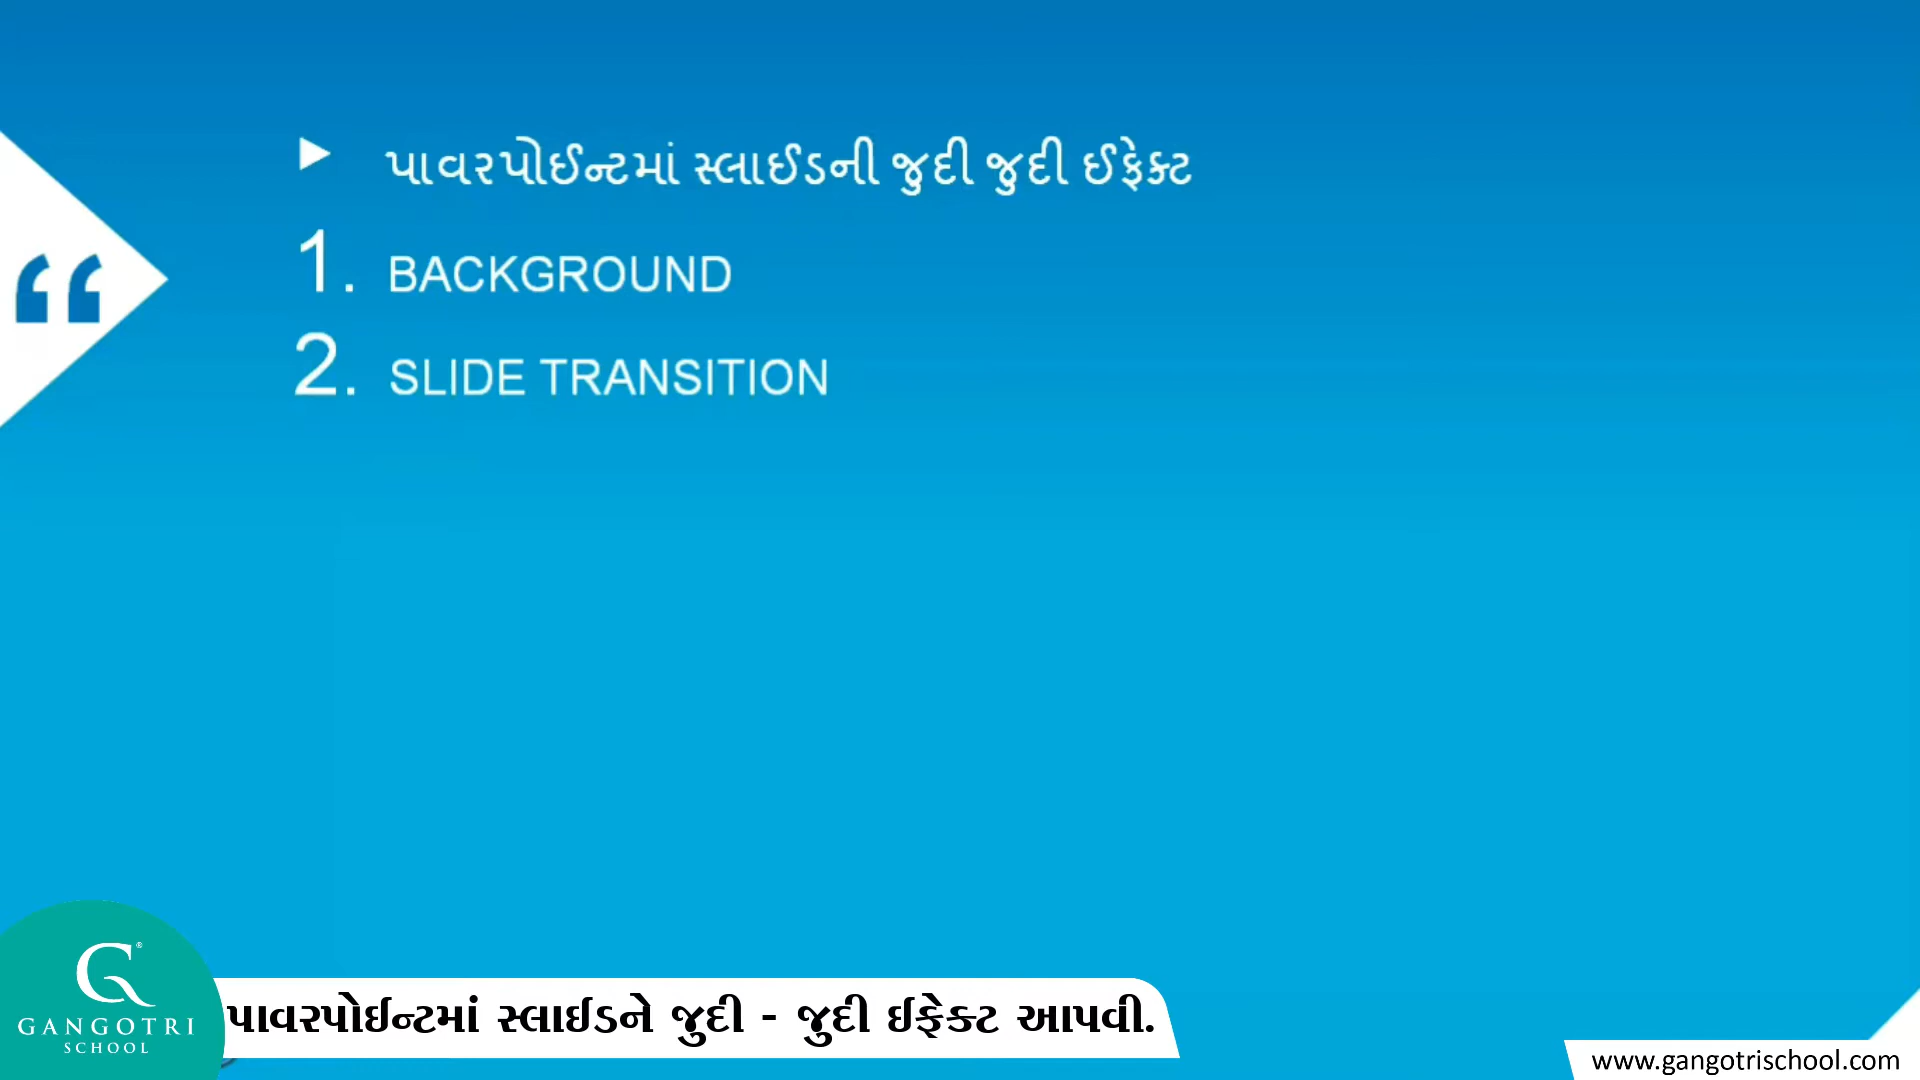 ► પાવરપોઈન્ટમાં સ્લાઈડની જુદી જુદી ઈફેક્ટ
1. BACKGROUND
2. SLIDE TRANSITION
“
G®
GANGOTRI
SCHOOL
પાવરપોઈન્ટમાં સ્લાઈડને જુદી - જુદી ઈફેક્ટ આપવી.
www.gangotrischool.com